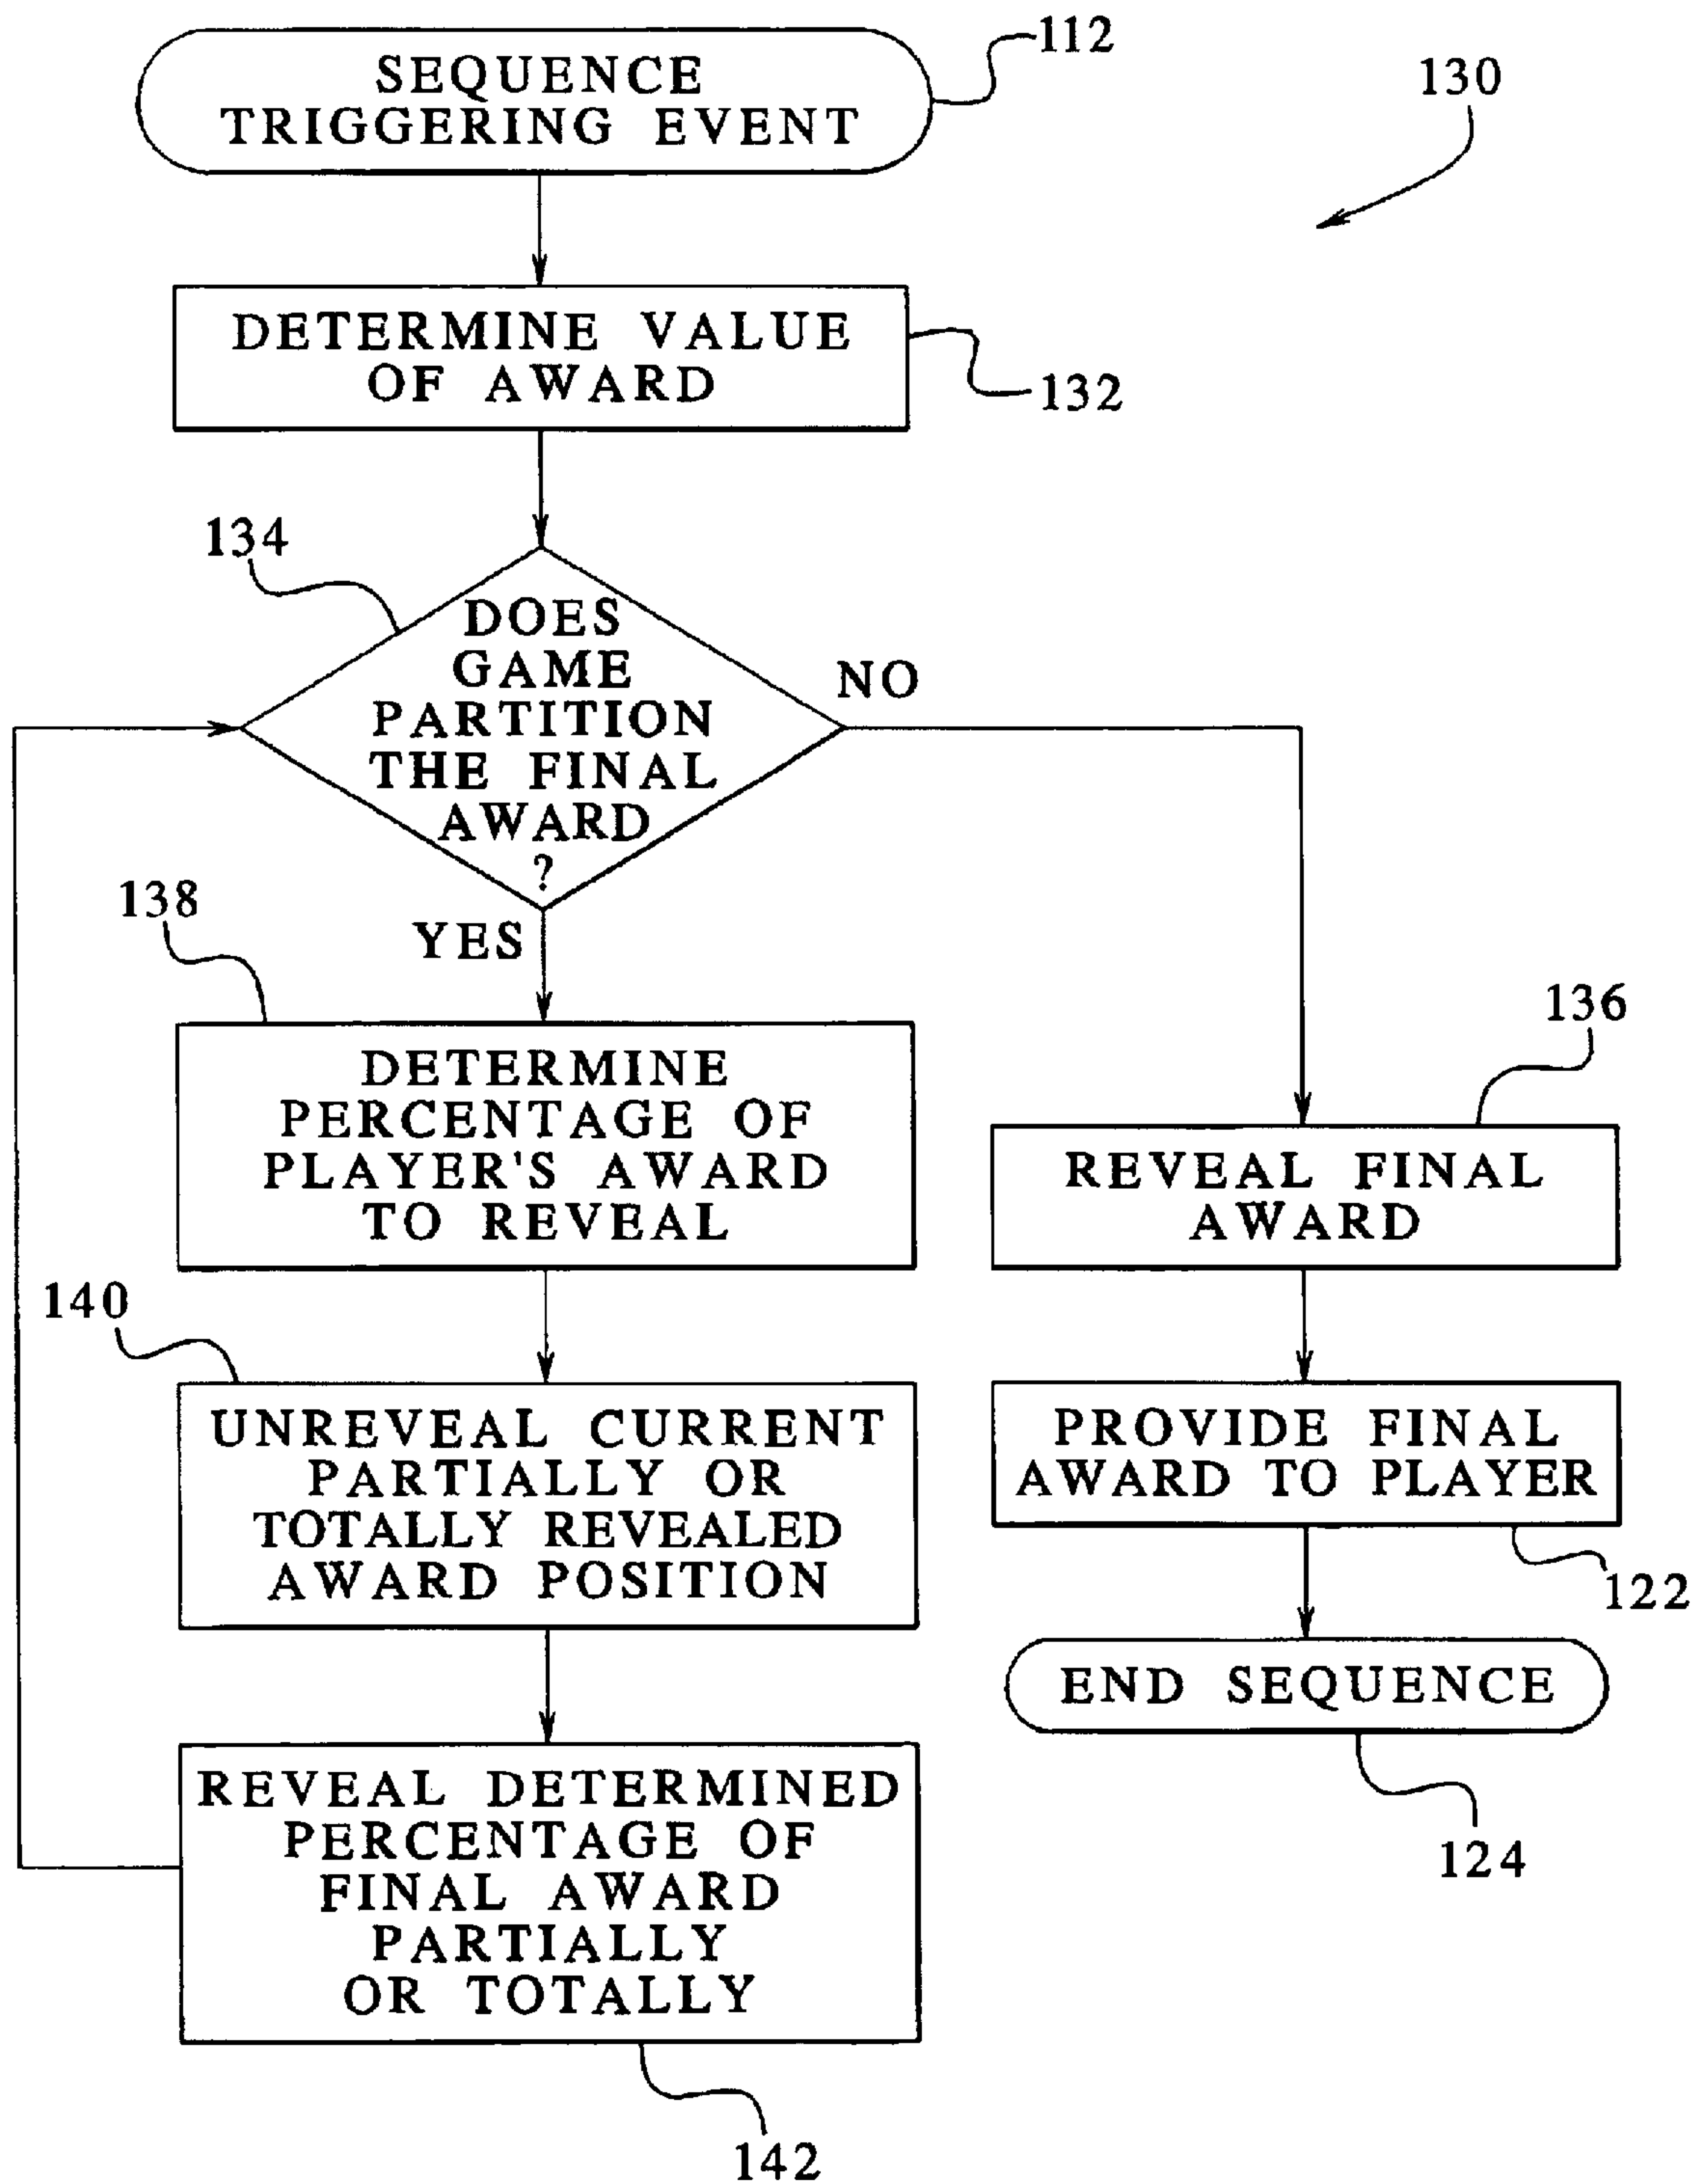 112
SEQUENCE
TRIGGERING EVENT
130
DETERMINE VALUE
OF AWARD
132
134
DOES
GAME
PARTITION
THE FINAL
AWARD
?
NO
YES
138
DETERMINE
PERCENTAGE OF
PLAYER'S AWARD
TO REVEAL
136
REVEAL FINAL
AWARD
140
UNREVEAL CURRENT
PARTIALLY OR
TOTALLY REVEALED
AWARD POSITION
PROVIDE FINAL
AWARD TO PLAYER
122
END SEQUENCE
124
REVEAL DETERMINED
PERCENTAGE OF
FINAL AWARD
PARTIALLY
OR TOTALLY
142